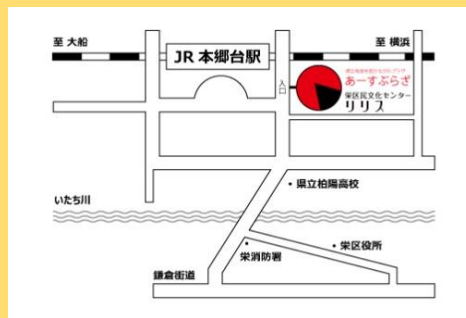 至 大船
JR 本郷台駅
至 横浜
入口
あーすぷらざ
栄区民文化センター
リリス
県立柏陽高校
いたち川
栄消防署
栄区役所
鎌倉街道